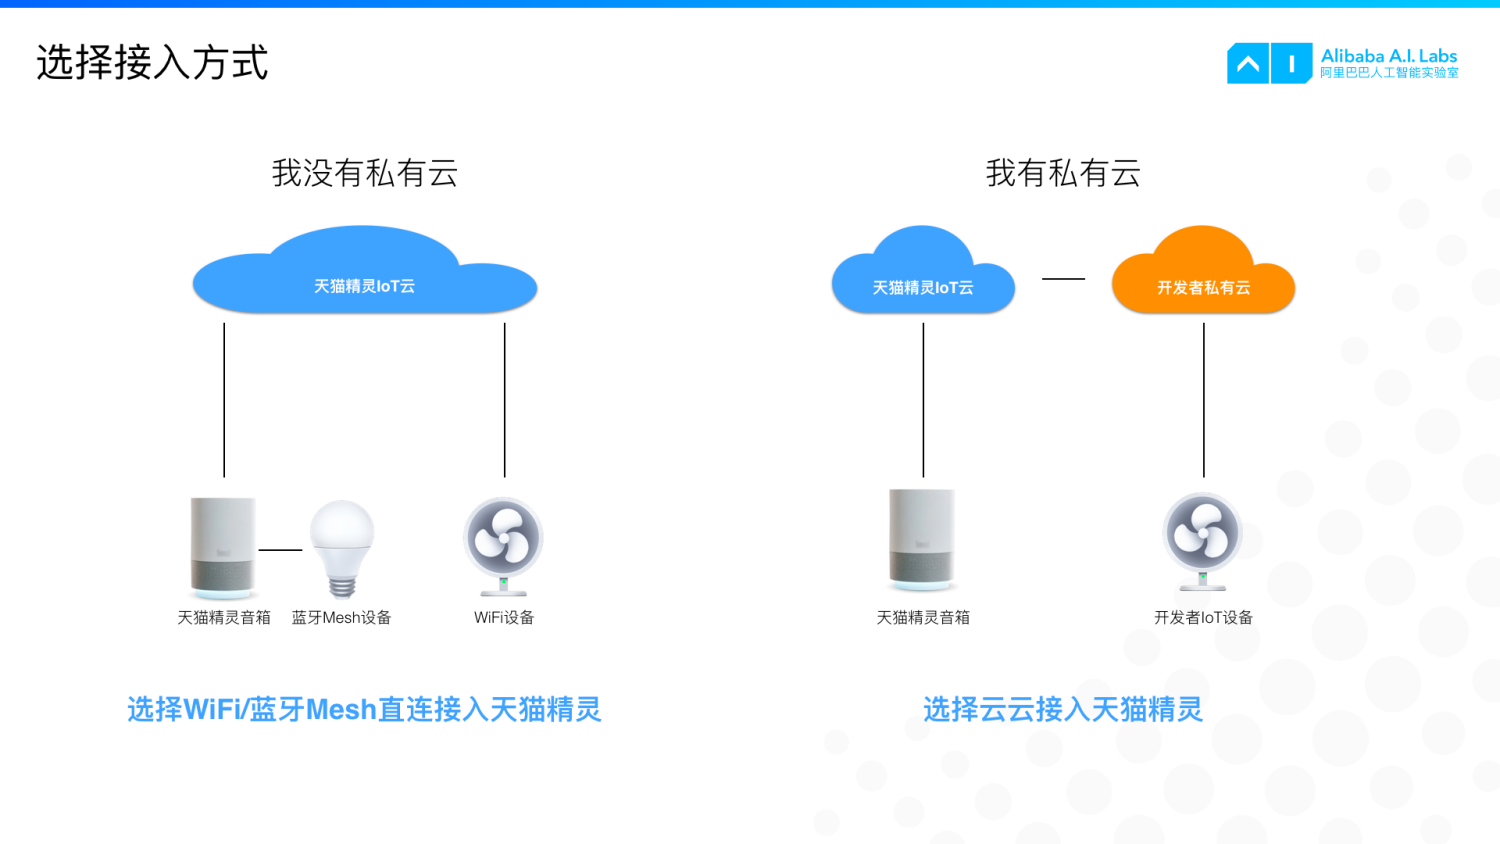 选择接入方式
Alibaba A.I. Labs
阿里巴巴人工智能实验室
我没有私有云
天猫精灵IoT云
天猫精灵音箱
蓝牙Mesh设备
WiFi设备
选择WiFi/蓝牙Mesh直连接入天猫精灵
我有私有云
天猫精灵IoT云
开发者私有云
天猫精灵音箱
开发者IoT设备
选择云云接入天猫精灵